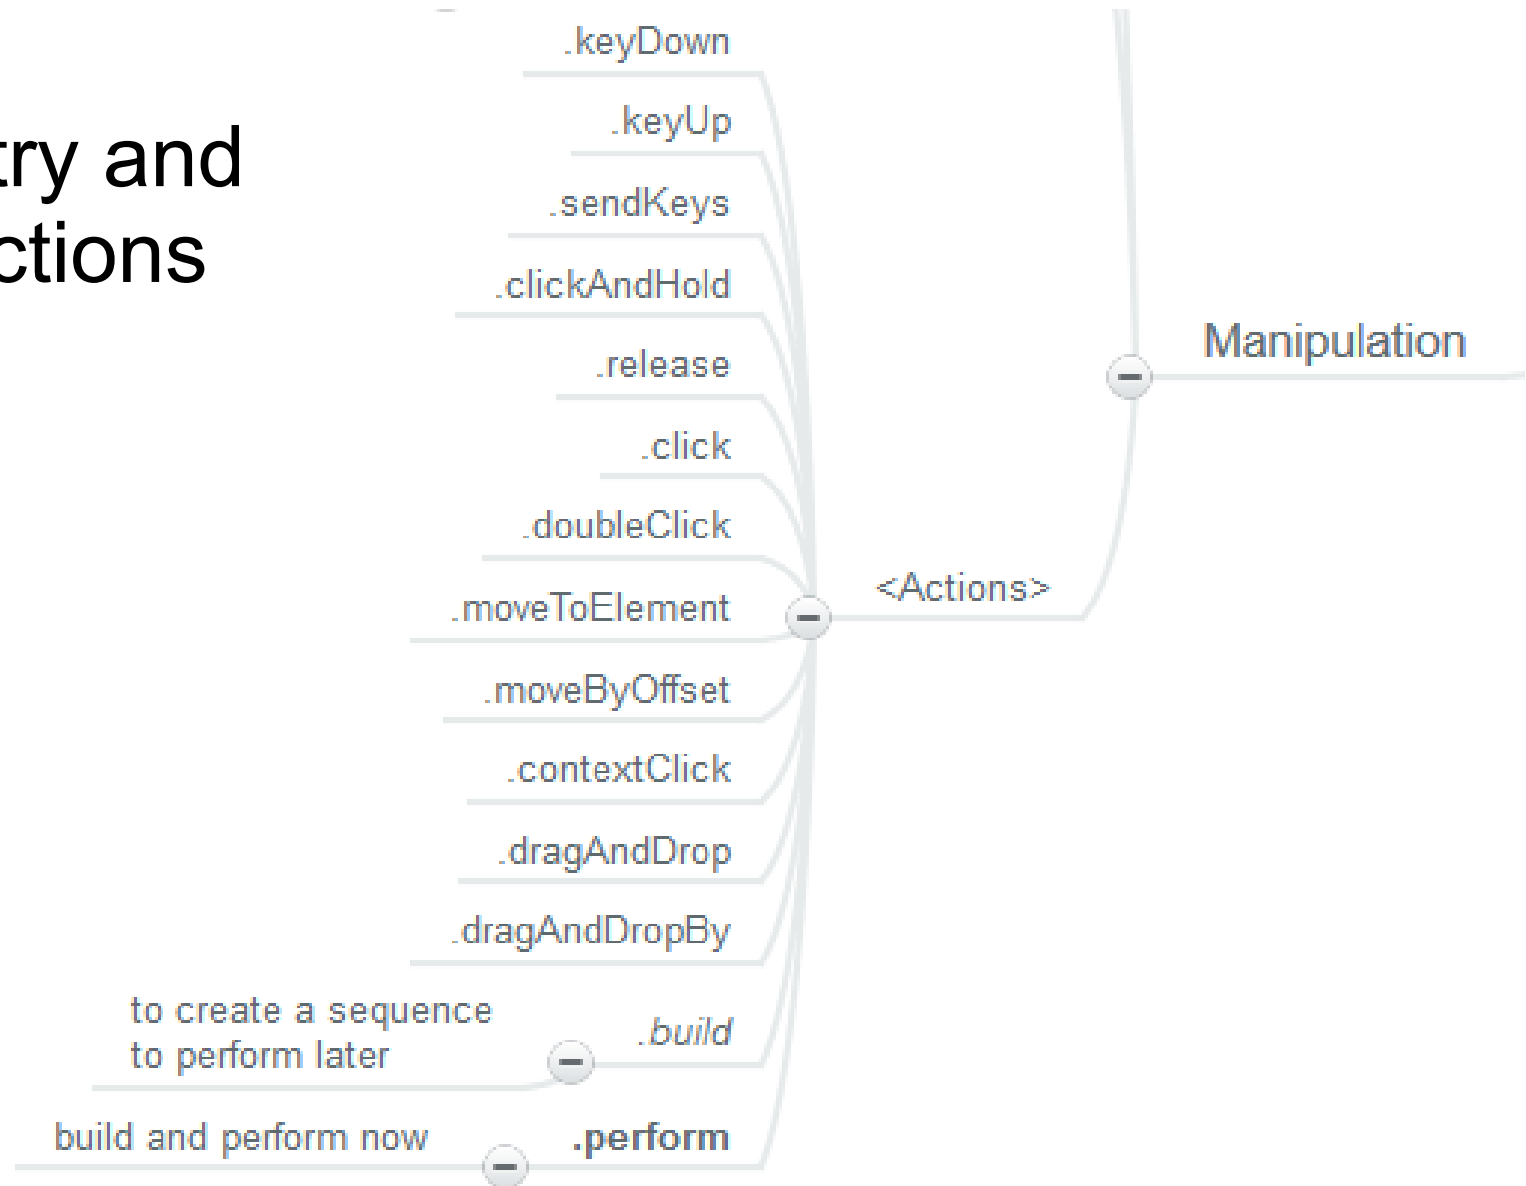 try and
ctions
.keyDown
.keyUp
.sendKeys
.clickAndHold
.release
.click
.doubleClick
.moveToElement
.moveByOffset
.contextClick
.dragAndDrop
.dragAndDropBy
.build
to create a sequence
to perform later
.perform
build and perform now
<Actions>
Manipulation